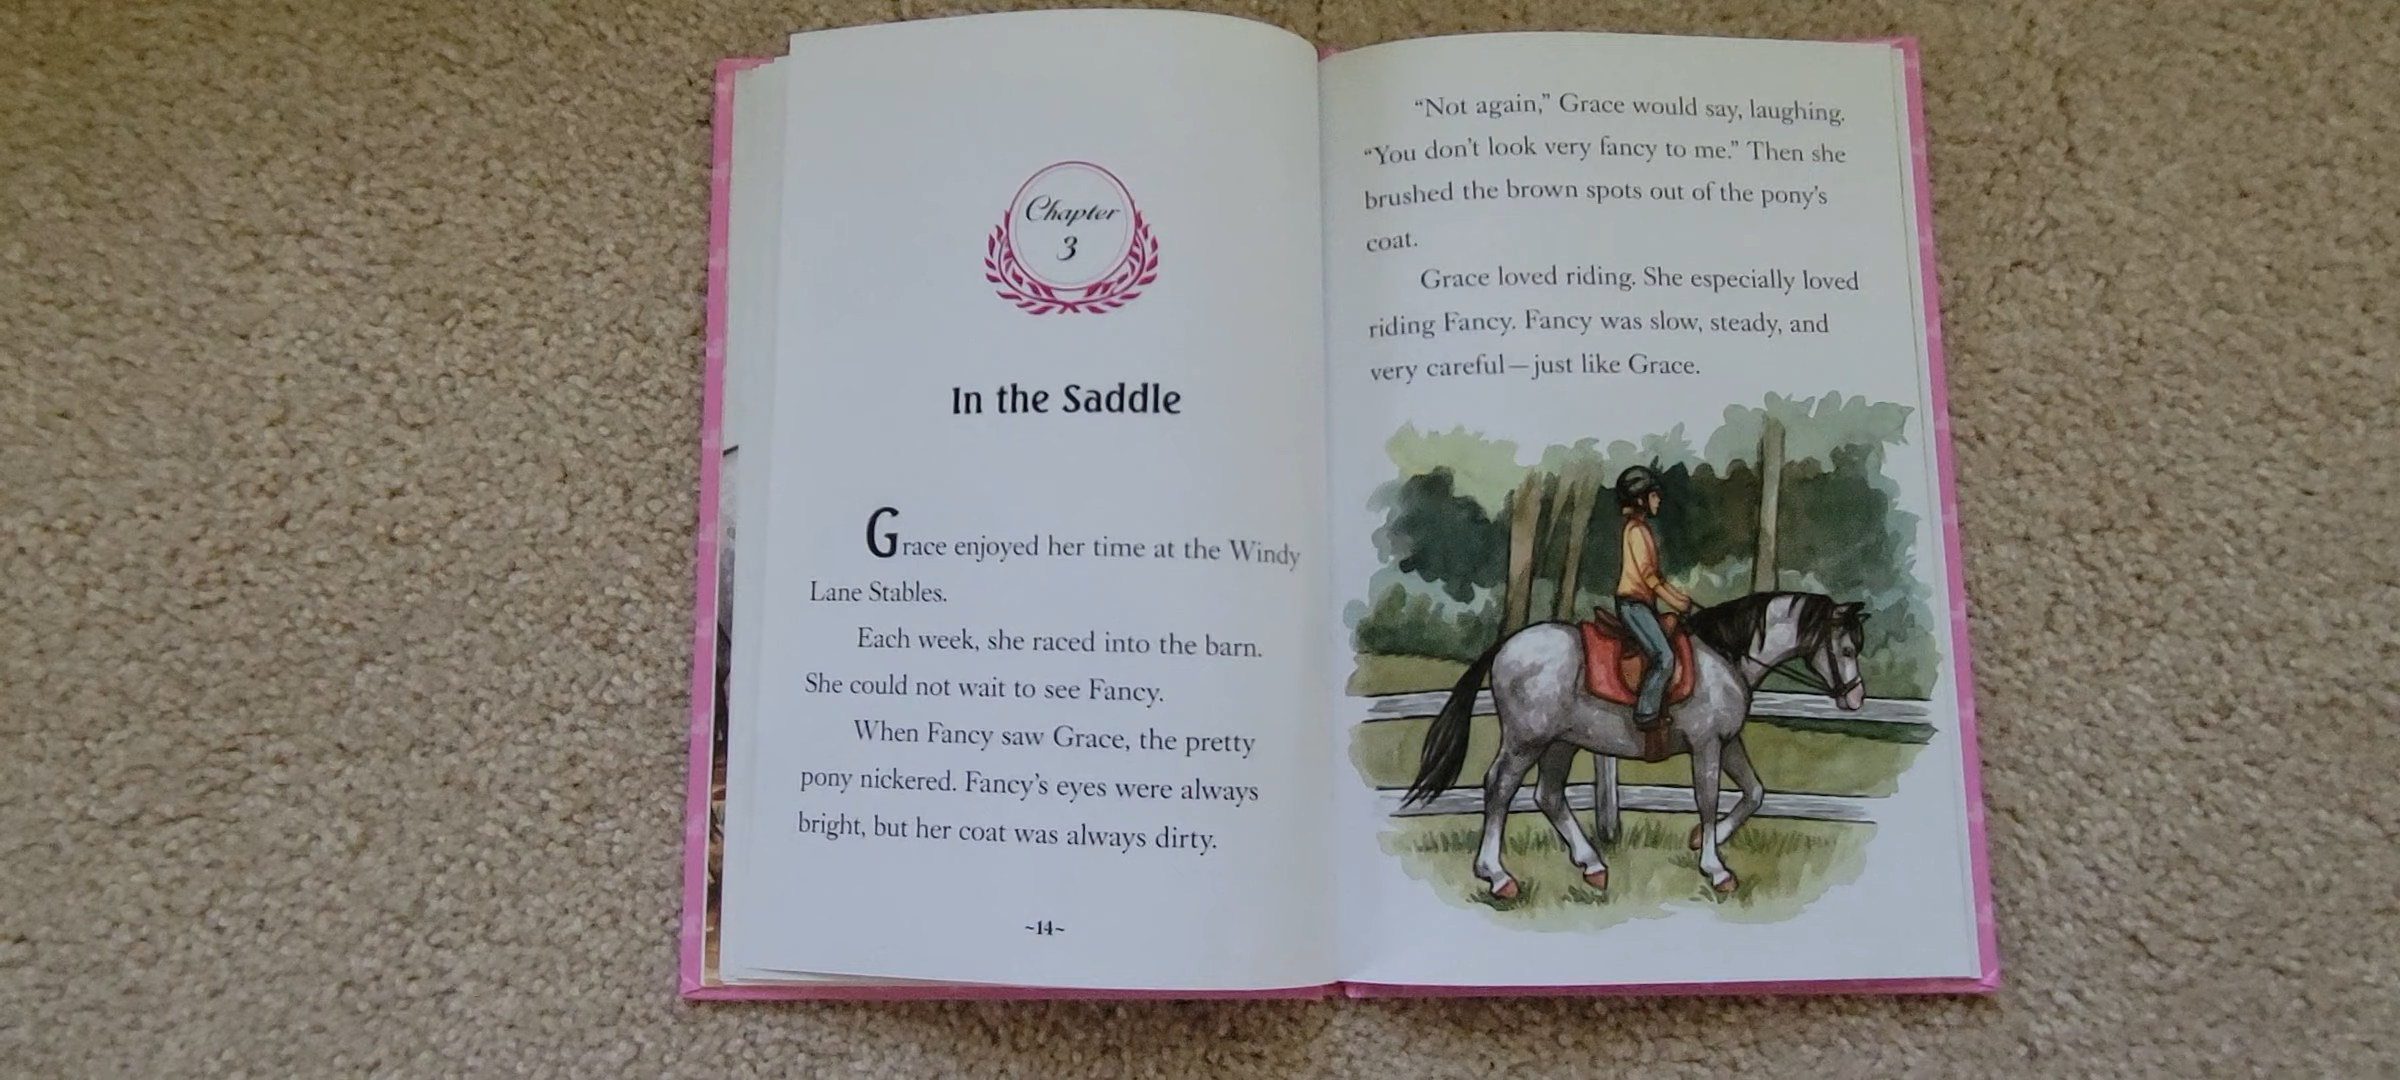 Chapter
3
In the Saddle
Grace enjoyed her time at the Windy
Lane Stables.
Each week, she raced into the barn.
She could not wait to see Fancy.
When Fancy saw Grace, the pretty
pony nickered. Fancy’s eyes were always
bright, but her coat was always dirty.
~14~
“Not again,” Grace would say, laughing.
“You don’t look very fancy to me.” Then she
brushed the brown spots out of the pony’s
coat.
Grace loved riding. She especially loved
riding Fancy. Fancy was slow, steady, and
very careful—just like Grace.